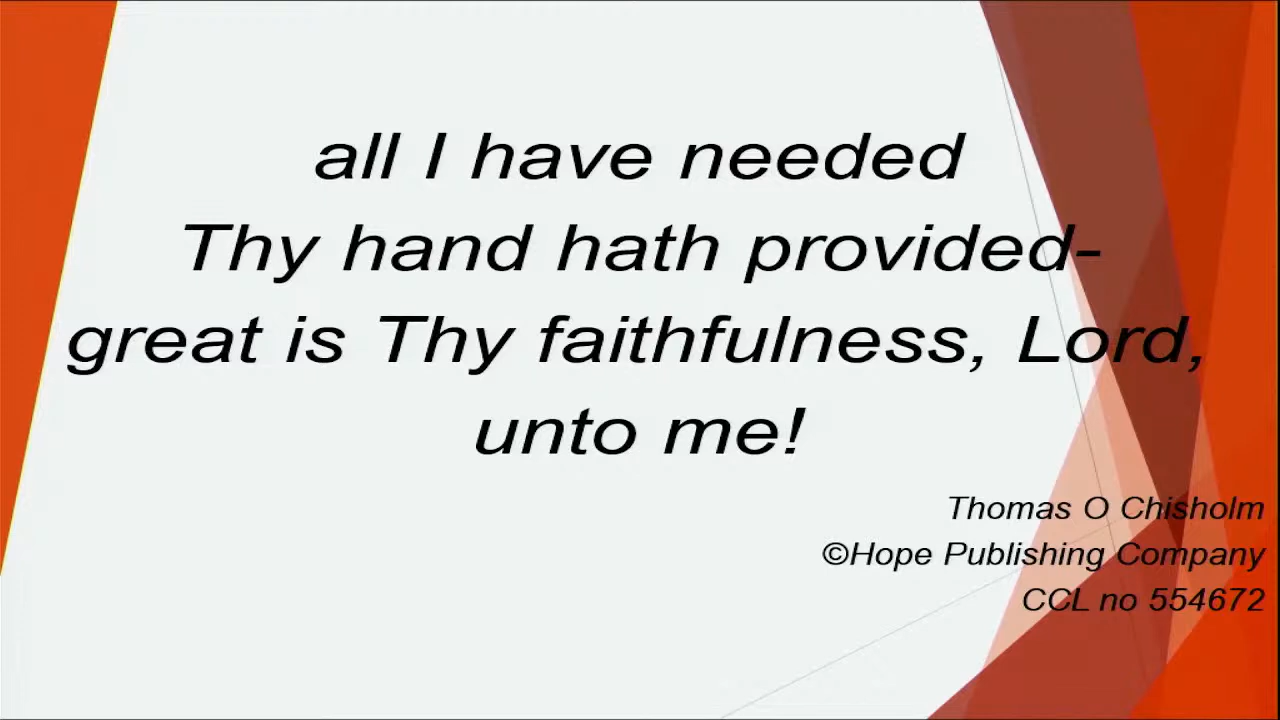 all I have needed
Thy hand hath provided-
great is Thy faithfulness, Lord,
unto me!
Thomas O Chisholm
©Hope Publishing Company
CCL no 554672